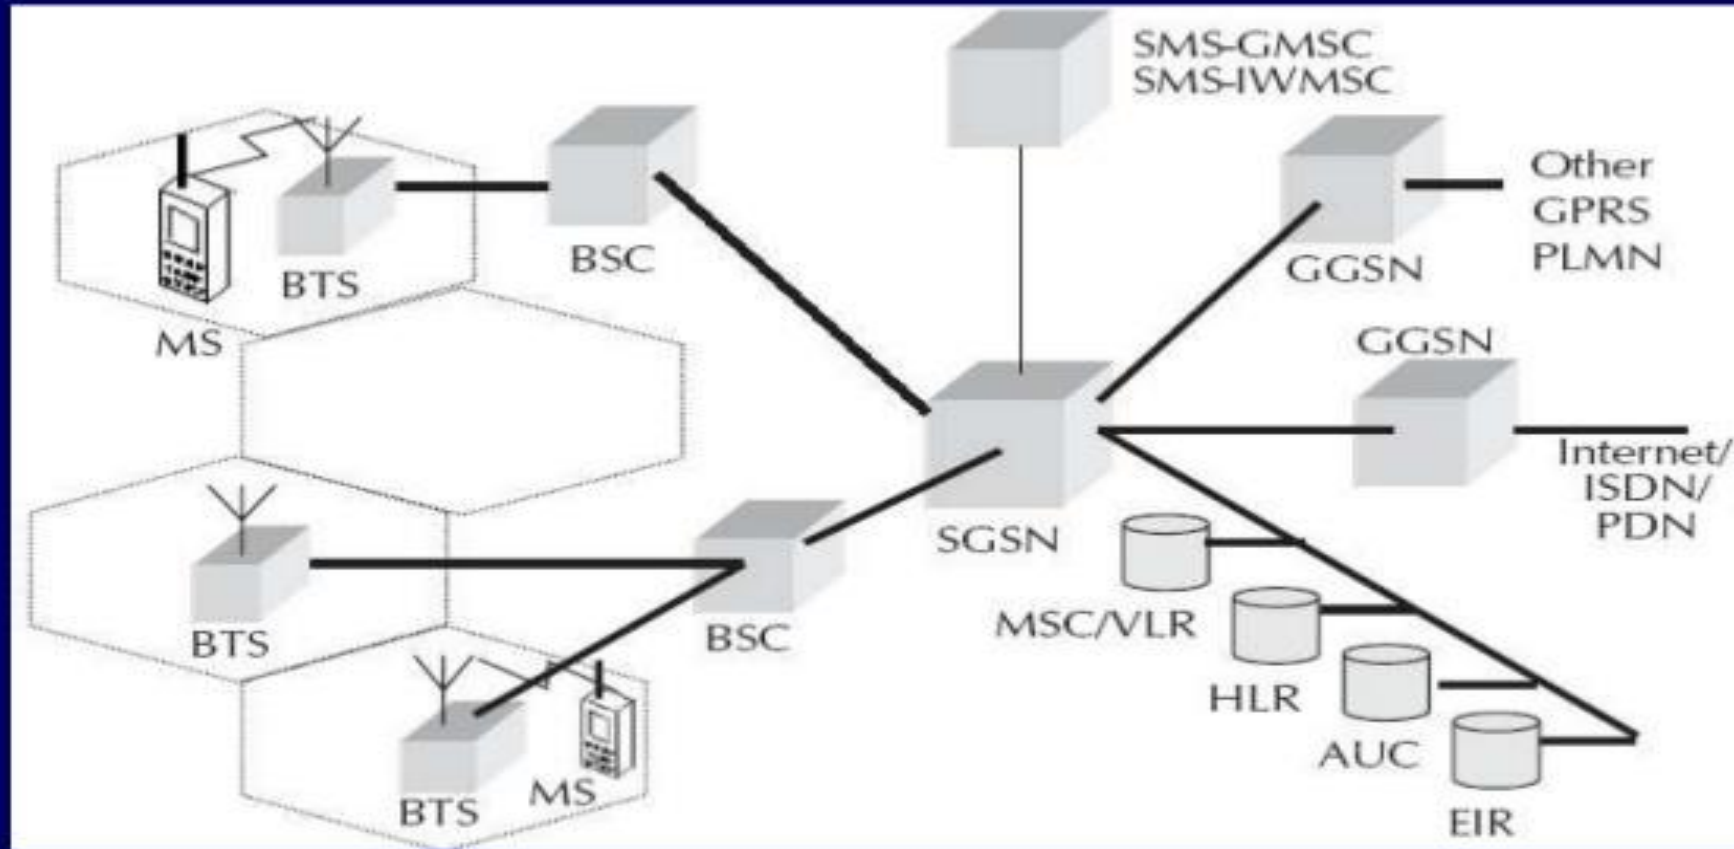 SMS-GMSC
SMS-IWMSC
Other
GPRS
PLMN
BSC
GGSN
BTS
MS
GGSN
Internet/
ISDN/
PDN
SGSN
MSC/VLR
BTS
BSC
HLR
AUC
MS
BTS
EIR